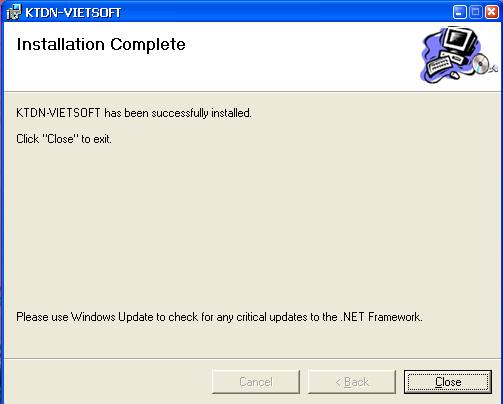 KTDN-VIETSOFT
Installation Complete
KTDN-VIETSOFT has been successfully installed.
Click "Close" to exit.
Please use Windows Update to check for any critical updates to the .NET Framework.
Cancel
< Back
Close